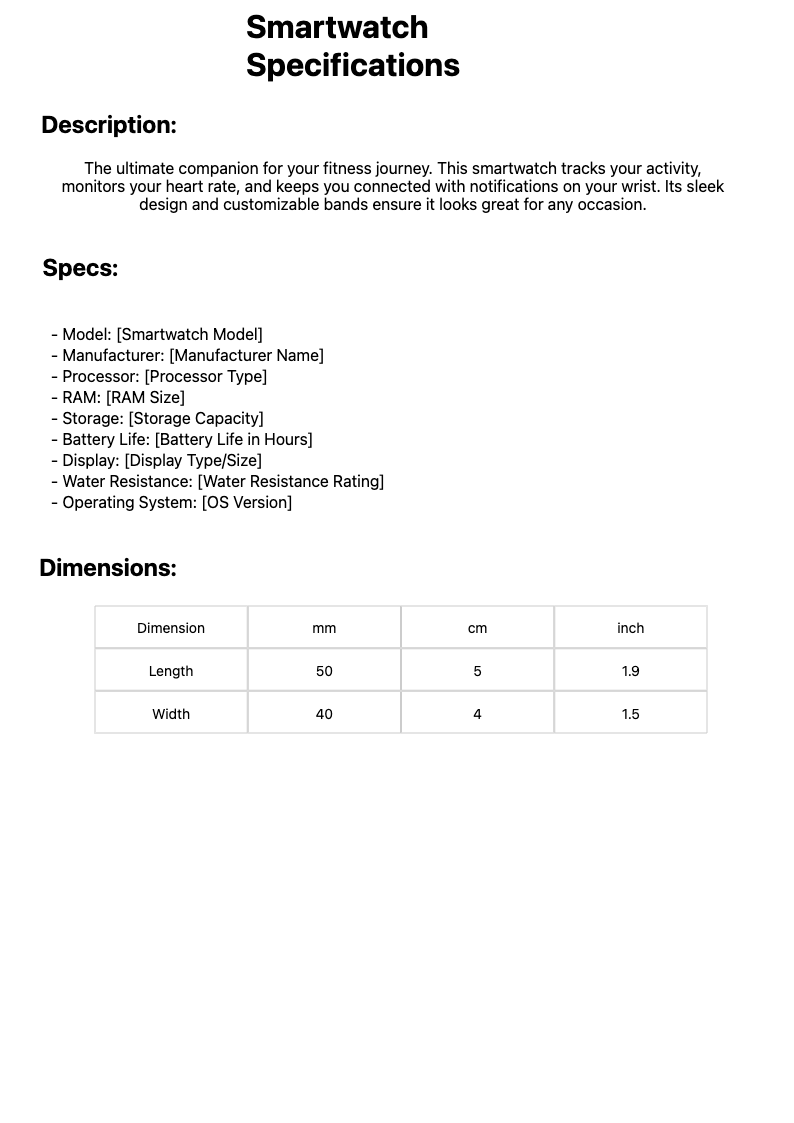 Smartwatch
Specifications
Description:
The ultimate companion for your fitness journey. This smartwatch tracks your activity,
monitors your heart rate, and keeps you connected with notifications on your wrist. Its sleek
design and customizable bands ensure it looks great for any occasion.
Specs:
- Model: [Smartwatch Model]
- Manufacturer: [Manufacturer Name]
- Processor: [Processor Type]
- RAM: [RAM Size]
- Storage: [Storage Capacity]
- Battery Life: [Battery Life in Hours]
- Display: [Display Type/Size]
- Water Resistance: [Water Resistance Rating]
- Operating System: [OS Version]
Dimensions:
Dimension mm cm inch
Length 50 5 1.9
Width 40 4 1.5